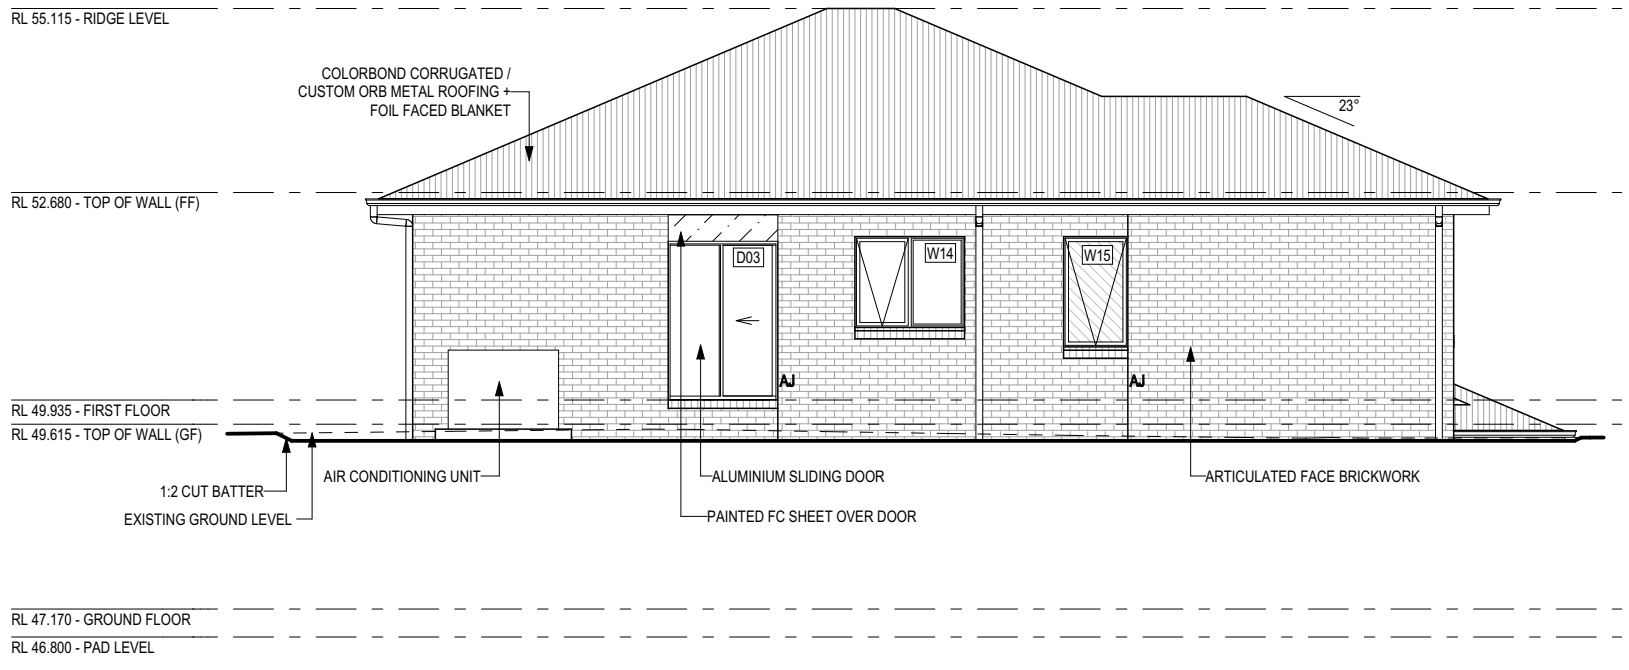 RL 55.115 - RIDGE LEVEL
COLORBOND CORRUGATED /
CUSTOM ORB METAL ROOFING +
FOIL FACED BLANKET
23°
RL 52.680 - TOP OF WALL (FF)
D03
W14
W15
AJ
AJ
RL 49.935 - FIRST FLOOR
RL 49.615 - TOP OF WALL (GF)
AIR CONDITIONING UNIT
ALUMINIUM SLIDING DOOR
ARTICULATED FACE BRICKWORK
1:2 CUT BATTER
EXISTING GROUND LEVEL
PAINTED FC SHEET OVER DOOR
RL 47.170 - GROUND FLOOR
RL 46.800 - PAD LEVEL